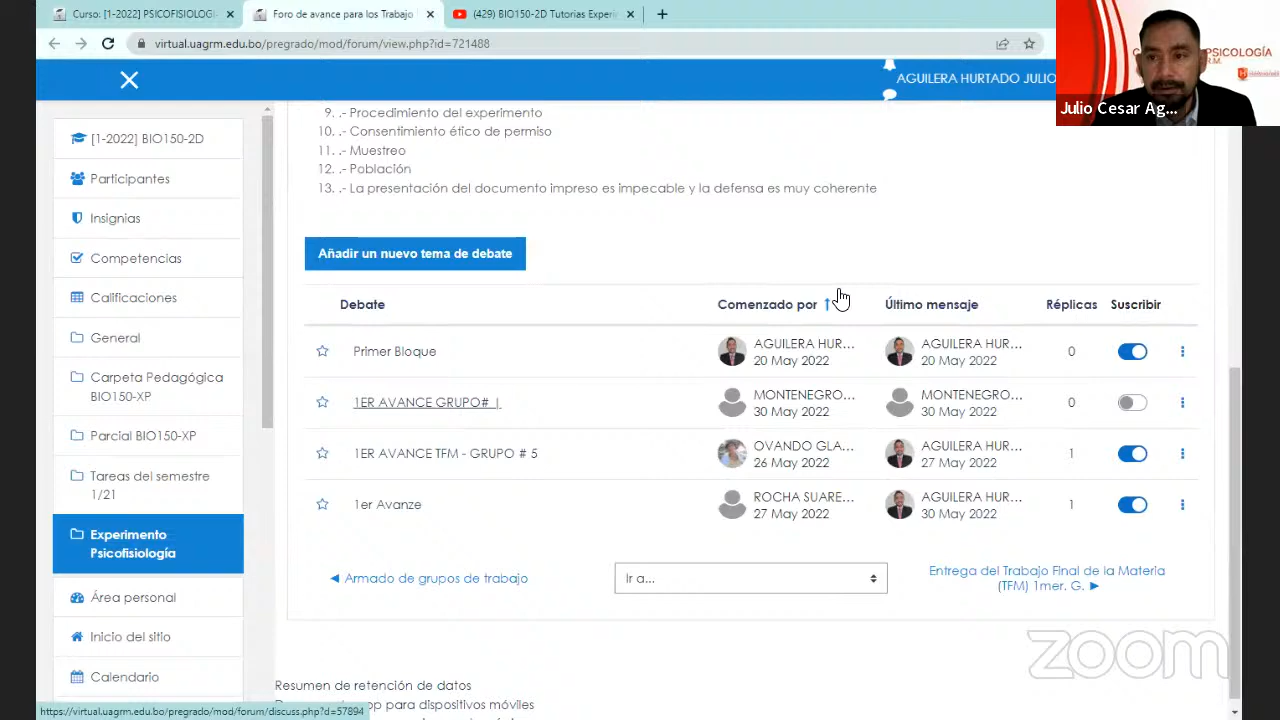 Curso: [1-2022] PSICOFISIOLOGI
Foro de avance para los Trabajo
(429) BIO150-2D Tutorias Experi
virtual.uagrm.edu.bo/pregrado/mod/forum/view.php?id=721488
AGUILERA HURTADO JULIO
PSICOLOGÍA
Julio Cesar Ag...
[1-2022] BIO150-2D
Participantes
Insignias
Competencias
Calificaciones
General
Carpeta Pedagógica
BIO150-XP
Parcial BIO150-XP
Tareas del semestre
1/21
Experimento
Psicofisiología
Área personal
Inicio del sitio
Calendario
9. .- Procedimiento del experimento
10. .- Consentimiento ético de permiso
11. .- Muestreo
12. .- Población
13. .- La presentación del documento impreso es impecable y la defensa es muy coherente
Añadir un nuevo tema de debate
Debate Comenzado por ↑ Último mensaje Réplicas Suscribir
Primer Bloque AGUILERA HUR... 20 May 2022 AGUILERA HUR... 20 May 2022 0
1ER AVANCE GRUPO# | MONTENEGRO... 30 May 2022 MONTENEGRO... 30 May 2022 0
1ER AVANCE TFM - GRUPO # 5 OVANDO GLA... 26 May 2022 AGUILERA HUR... 27 May 2022 1
1er Avanze ROCHA SUARE... 27 May 2022 AGUILERA HUR... 30 May 2022 1
◄ Armado de grupos de trabajo
Ir a...
Entrega del Trabajo Final de la Materia
(TFM) 1mer. G. ►
zoom
Resumen de retención de datos
para dispositivos móviles
https://virtual.uagrm.edu.bo/pregrado/mod/forum/discuss.php?d=57894